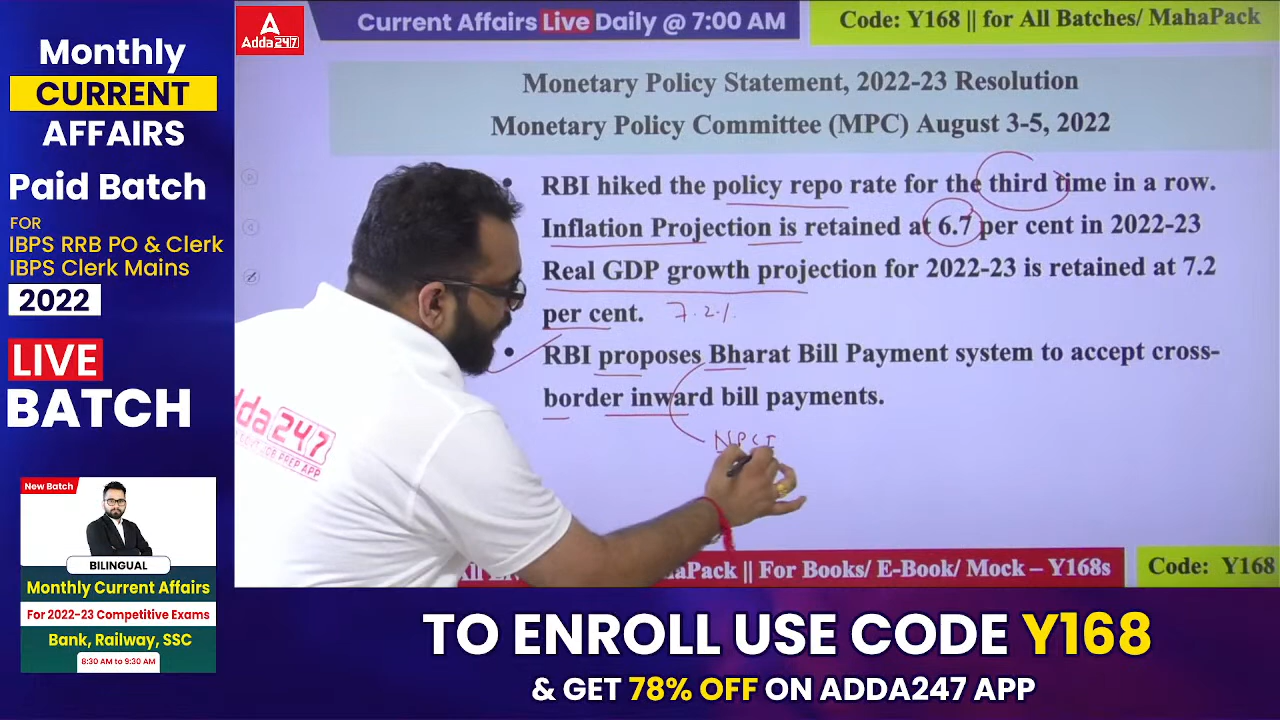 Monthly
CURRENT
AFFAIRS
Paid Batch
FOR
IBPS RRB PO & Clerk
IBPS Clerk Mains
2022
LIVE
BATCH
New Batch
BILINGUAL
Monthly Current Affairs
For 2022-23 Competitive Exams
Bank, Railway, SSC
8:30 AM to 9:30 AM
Adda247
Current Affairs Live Daily @ 7:00 AM
Code: Y168 || for All Batches/ MahaPack
Monetary Policy Statement, 2022-23 Resolution
Monetary Policy Committee (MPC) August 3-5, 2022
• RBI hiked the policy repo rate for the third time in a row.
Inflation Projection is retained at 6.7 per cent in 2022-23
Real GDP growth projection for 2022-23 is retained at 7.2
per cent. 7.2%
• RBI proposes Bharat Bill Payment system to accept cross-
border inward bill payments.
NPCI
dda247
JOB PREP APP
MahaPack || For Books/ E-Book/ Mock – Y168s
Code: Y168
TO ENROLL USE CODE Y168
& GET 78% OFF ON ADDA247 APP